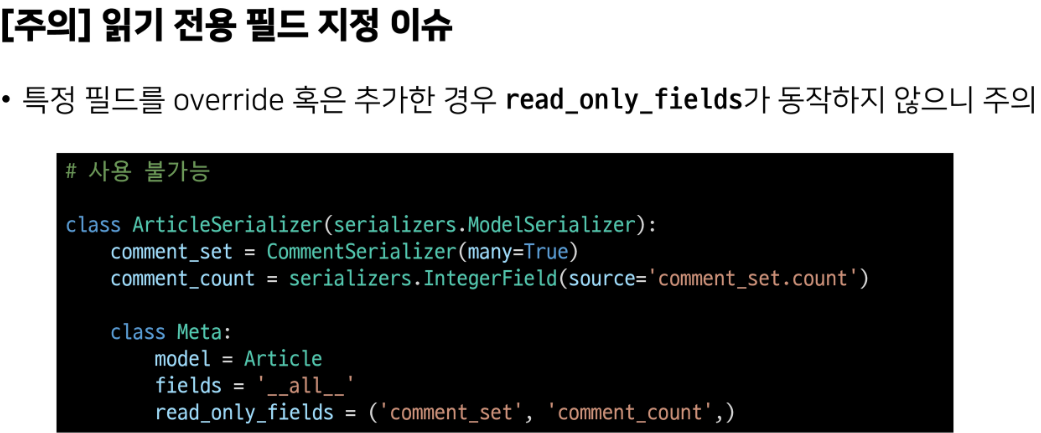 [주의] 읽기 전용 필드 지정 이슈
• 특정 필드를 override 혹은 추가한 경우 read_only_fields가 동작하지 않으니 주의
# 사용 불가능
class ArticleSerializer(serializers.ModelSerializer):
    comment_set = CommentSerializer(many=True)
    comment_count = serializers.IntegerField(source='comment_set.count')
    class Meta:
        model = Article
        fields = '__all__'
        read_only_fields = ('comment_set', 'comment_count',)